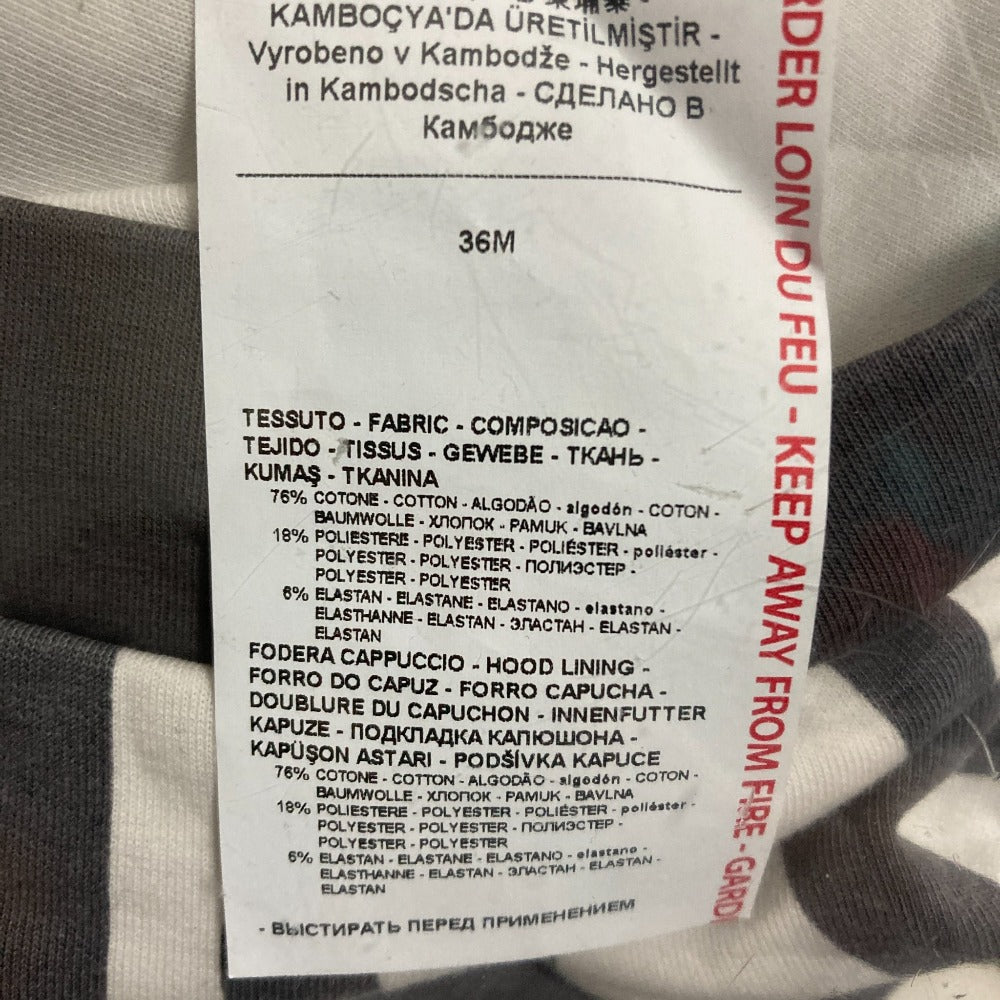 KAMBOÇYA'DA ÜRETİLMİŞTİR -
Vyrobeno v Kambodže - Hergestellt
in Kambodscha - СДЕЛАНО В
Камбодже
36M
TESSUTO - FABRIC - COMPOSICAO -
TEJIDO - TISSUS - GEWEBE - ТКАНЬ -
KUMAŞ - TKANINA
76% COTONE - COTTON - ALGODÃO - algodón - COTON -
BAUMWOLLE - ХЛОПОК - PAMUK - BAVLNA
18% POLIESTERE - POLYESTER - POLIÉSTER - poliéster -
POLYESTER - POLYESTER - ПОЛИЭСТЕР -
POLYESTER - POLYESTER
6% ELASTAN - ELASTANE - ELASTANO - elastano -
ELASTHANNE - ELASTAN - ЭЛАСТАН - ELASTAN -
ELASTAN
FODERA CAPPUCCIO - HOOD LINING -
FORRO DO CAPUZ - FORRO CAPUCHA -
DOUBLURE DU CAPUCHON - INNENFUTTER
KAPUZE - ПОДКЛАДКА КАПЮШОНА -
KAPÜŞON ASTARI - PODŠÍVKA KAPUCE
76% COTONE - COTTON - ALGODÃO - algodón - COTON -
BAUMWOLLE - ХЛОПОК - PAMUK - BAVLNA
18% POLIESTERE - POLYESTER - POLIÉSTER - poliéster -
POLYESTER - POLYESTER - ПОЛИЭСТЕР -
POLYESTER - POLYESTER
6% ELASTAN - ELASTANE - ELASTANO - elastano -
ELASTHANNE - ELASTAN - ЭЛАСТАН - ELASTAN -
ELASTAN
- ВЫСТИРАТЬ ПЕРЕД ПРИМЕНЕНИЕМ
RDER LOIN DU FEU - KEEP AWAY FROM FIRE - GARD